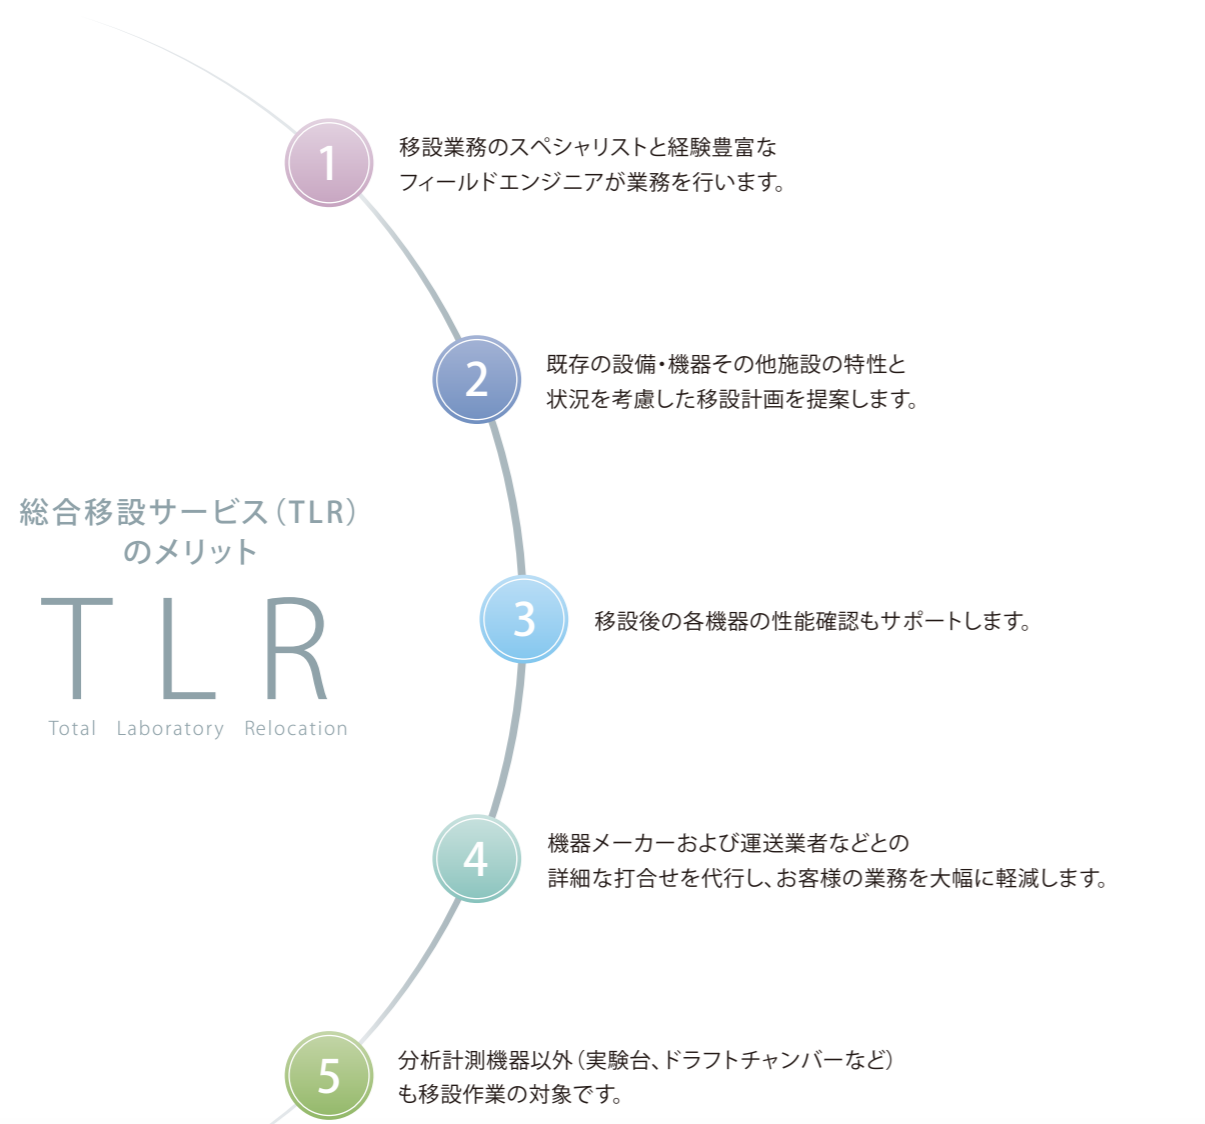 1
移設業務のスペシャリストと経験豊富な
フィールドエンジニアが業務を行います。
2
既存の設備・機器その他施設の特性と
状況を考慮した移設計画を提案します。
総合移設サービス（TLR）
のメリット
TLR
Total Laboratory Relocation
3
移設後の各機器の性能確認もサポートします。
4
機器メーカーおよび運送業者などとの
詳細な打合せを代行し、お客様の業務を大幅に軽減します。
5
分析計測機器以外（実験台、ドラフトチャンバーなど）
も移設作業の対象です。